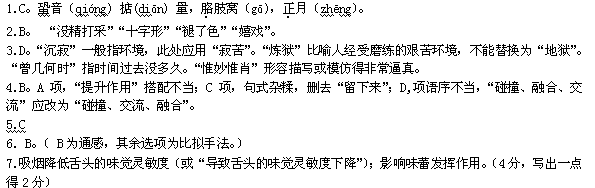 1.C。跫音（qióng）掂(diān) 量，胳肢窝（gā），正月（zhēng）。
2.B。 “没精打采”“十字形”“褪了色”“嬉戏”。
3.D。“沉寂”一般指环境，此处应用“寂苦”。“炼狱”比喻人经受磨练的艰苦环境，不能替换为“地狱”。
“曾几何时”指时间过去没多久。“惟妙惟肖”形容描写或模仿得非常逼真。
4.B。A 项，“提升作用”搭配不当；C 项，句式杂糅，删去“留下来”；D,项语序不当，“碰撞、融合、交
流”应改为“碰撞、交流、融合”。
5.C
6. B。（ B为通感，其余选项为比拟手法。）
7.吸烟降低舌头的味觉灵敏度（或“导致舌头的味觉灵敏度下降”）；影响味蕾发挥作用。（4 分，写出一点
得 2 分）